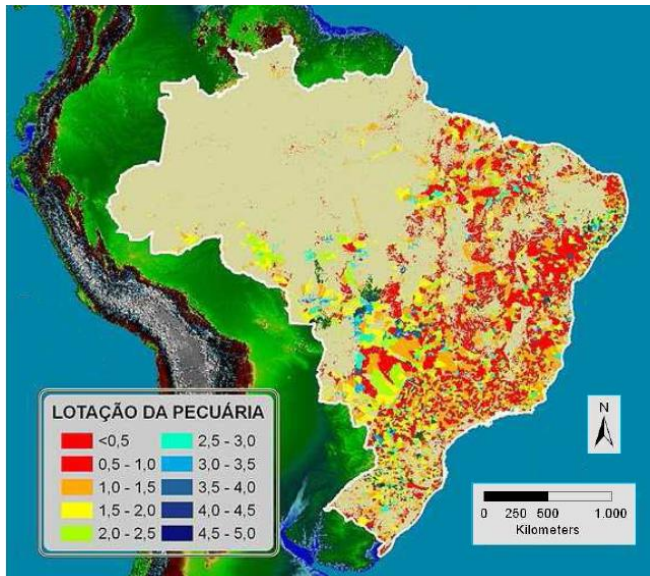 LOTAÇÃO DA PECUÁRIA
<0,5
0,5 - 1,0
1,0 - 1,5
1,5 - 2,0
2,0 - 2,5
2,5 - 3,0
3,0 - 3,5
3,5 - 4,0
4,0 - 4,5
4,5 - 5,0
N
0 250 500 1.000
Kilometers